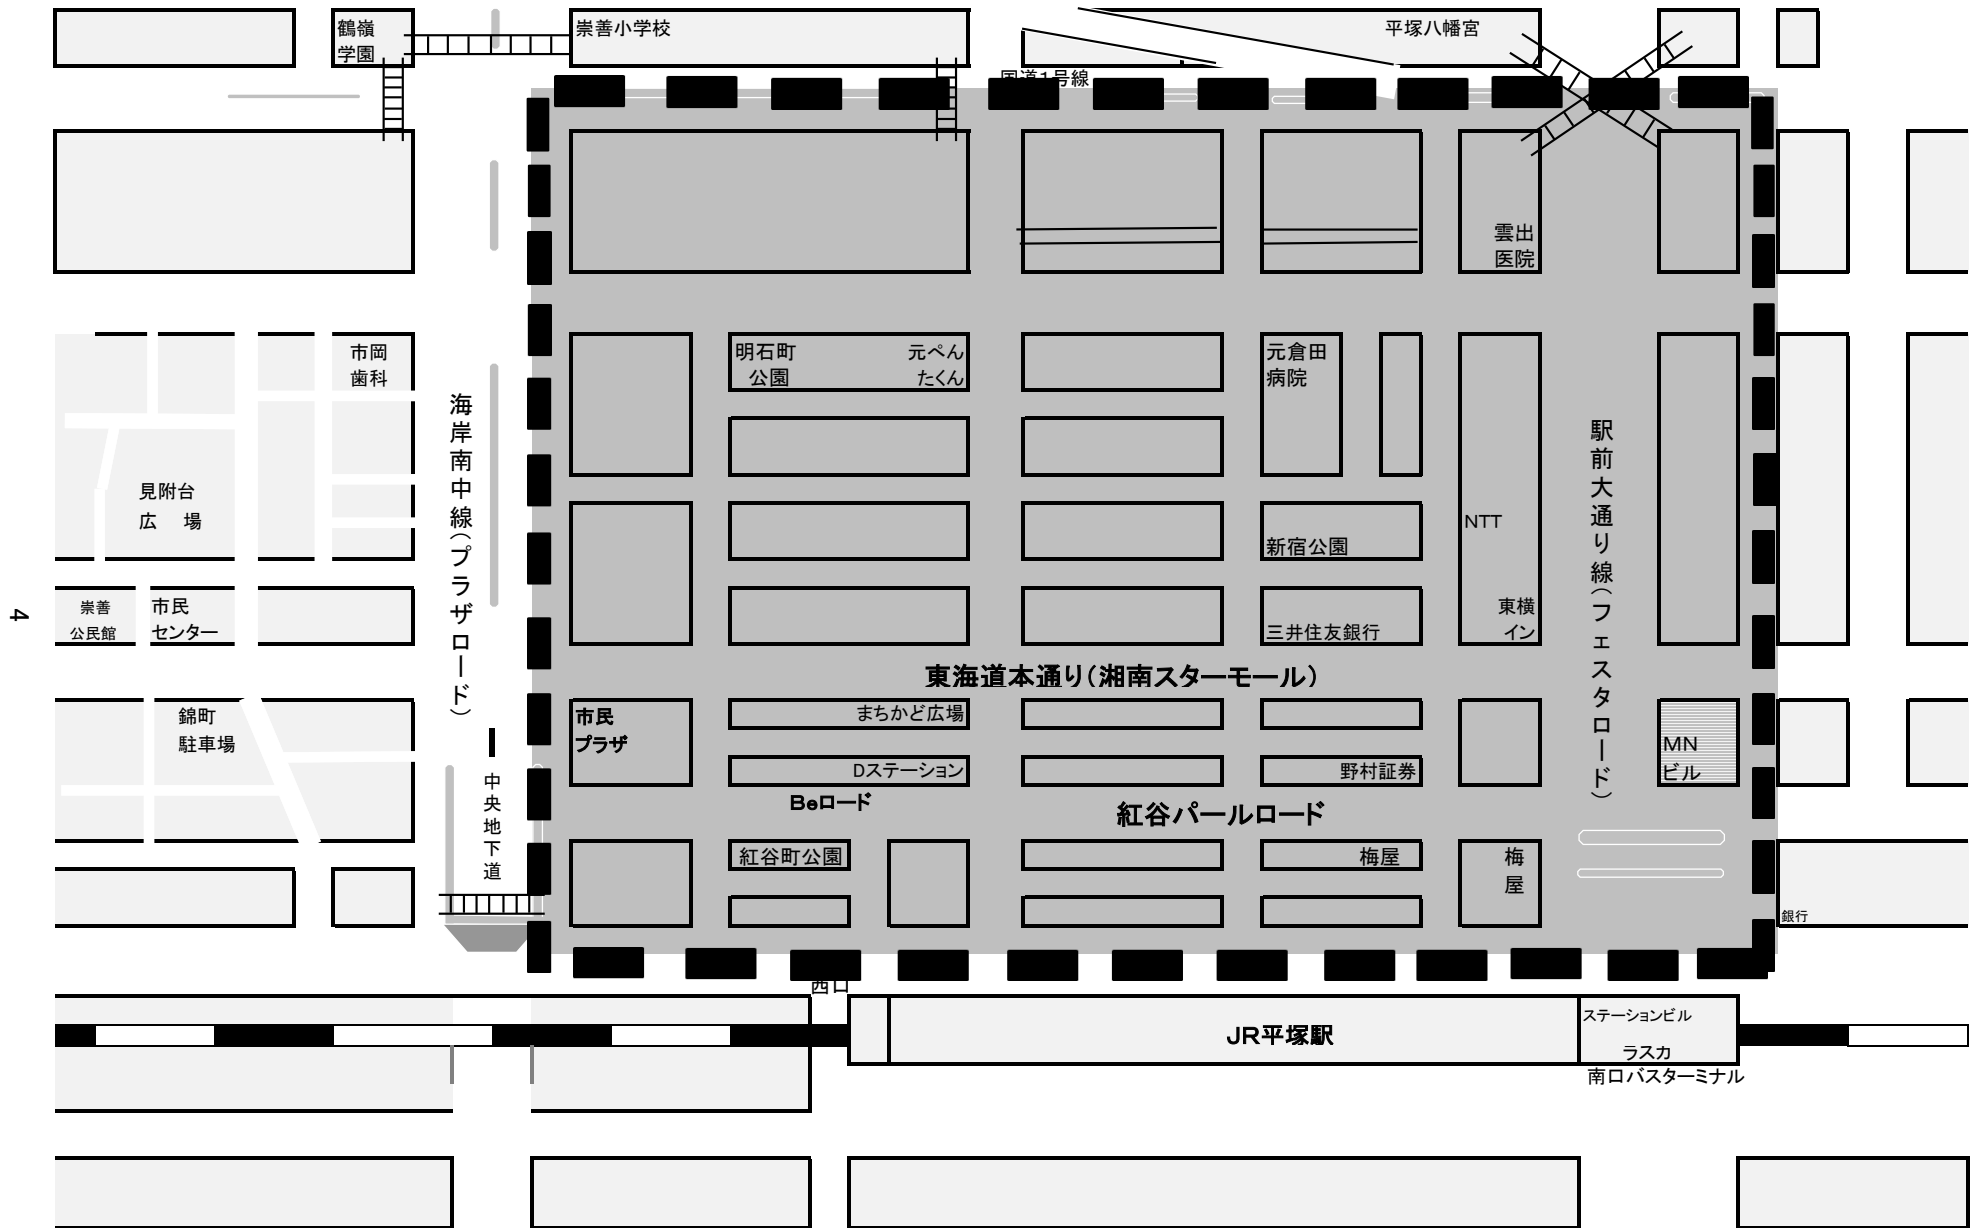 鶴嶺
学園
崇善小学校
平塚八幡宮
国道1号線
雲出
医院
市岡
歯科
明石町
公園
元ぺん
たくん
元倉田
病院
海岸南中線(プラザロード)
駅前大通り線(フェスタロード)
見附台
広 場
NTT
新宿公園
崇善
公民館
市民
センター
三井住友銀行
東横
イン
4
東海道本通り(湘南スターモール)
錦町
駐車場
市民
プラザ
まちかど広場
MN
ビル
Dステーション
野村証券
中央地下道
Beロード
紅谷パールロード
紅谷町公園
梅屋
梅
屋
銀行
西口
JR平塚駅
ステーションビル
ラスカ
南口バスターミナル